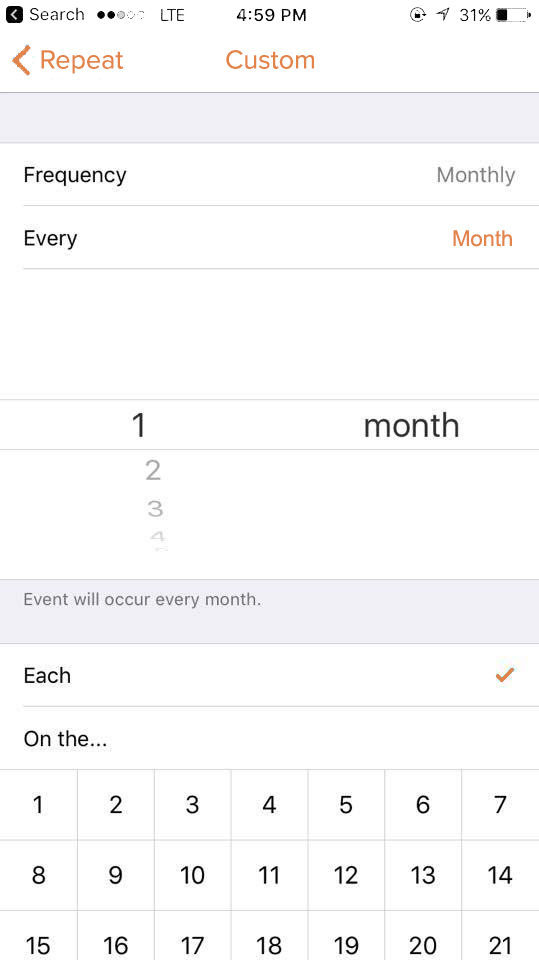 Search LTE 4:59 PM 31%
Repeat Custom
Frequency Monthly
Every Month
1 month
2
3
4
Event will occur every month.
Each
On the...
1 2 3 4 5 6 7
8 9 10 11 12 13 14
15 16 17 18 19 20 21